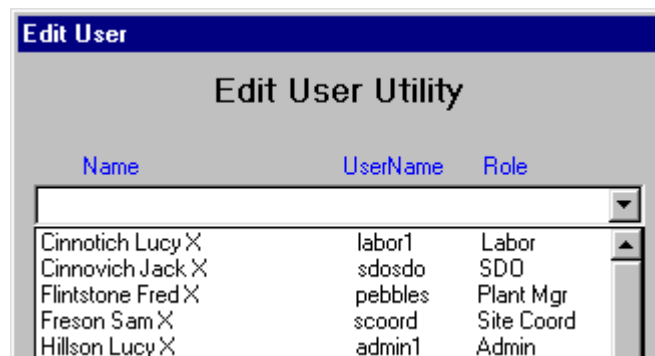 Edit User
Edit User Utility
Name UserName Role
Cinnotich Lucy X labor1 Labor
Cinnovich Jack X sdosdo SDO
Flintstone Fred X pebbles Plant Mgr
Freson Sam X scoord Site Coord
Hillson Lucy X admin1 Admin